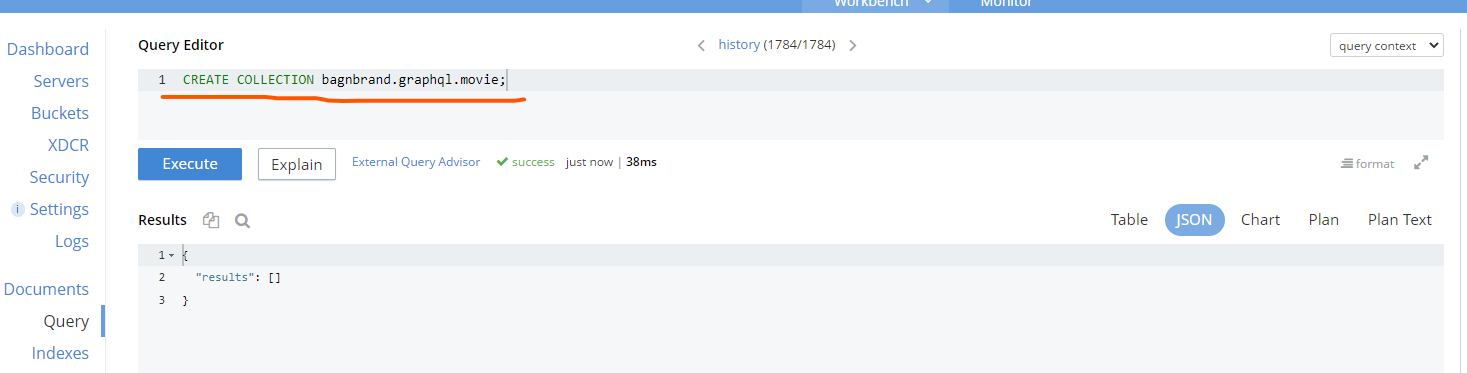 Workbench Monitor
Dashboard
Servers
Buckets
XDCR
Security
i Settings
Logs
Documents
Query
Indexes
Query Editor
history (1784/1784)
query context
1 CREATE COLLECTION bagnbrand.graphql.movie;
Execute Explain External Query Advisor success just now | 38ms format
Results Table JSON Chart Plan Plan Text
1 {
2 "results": []
3 }